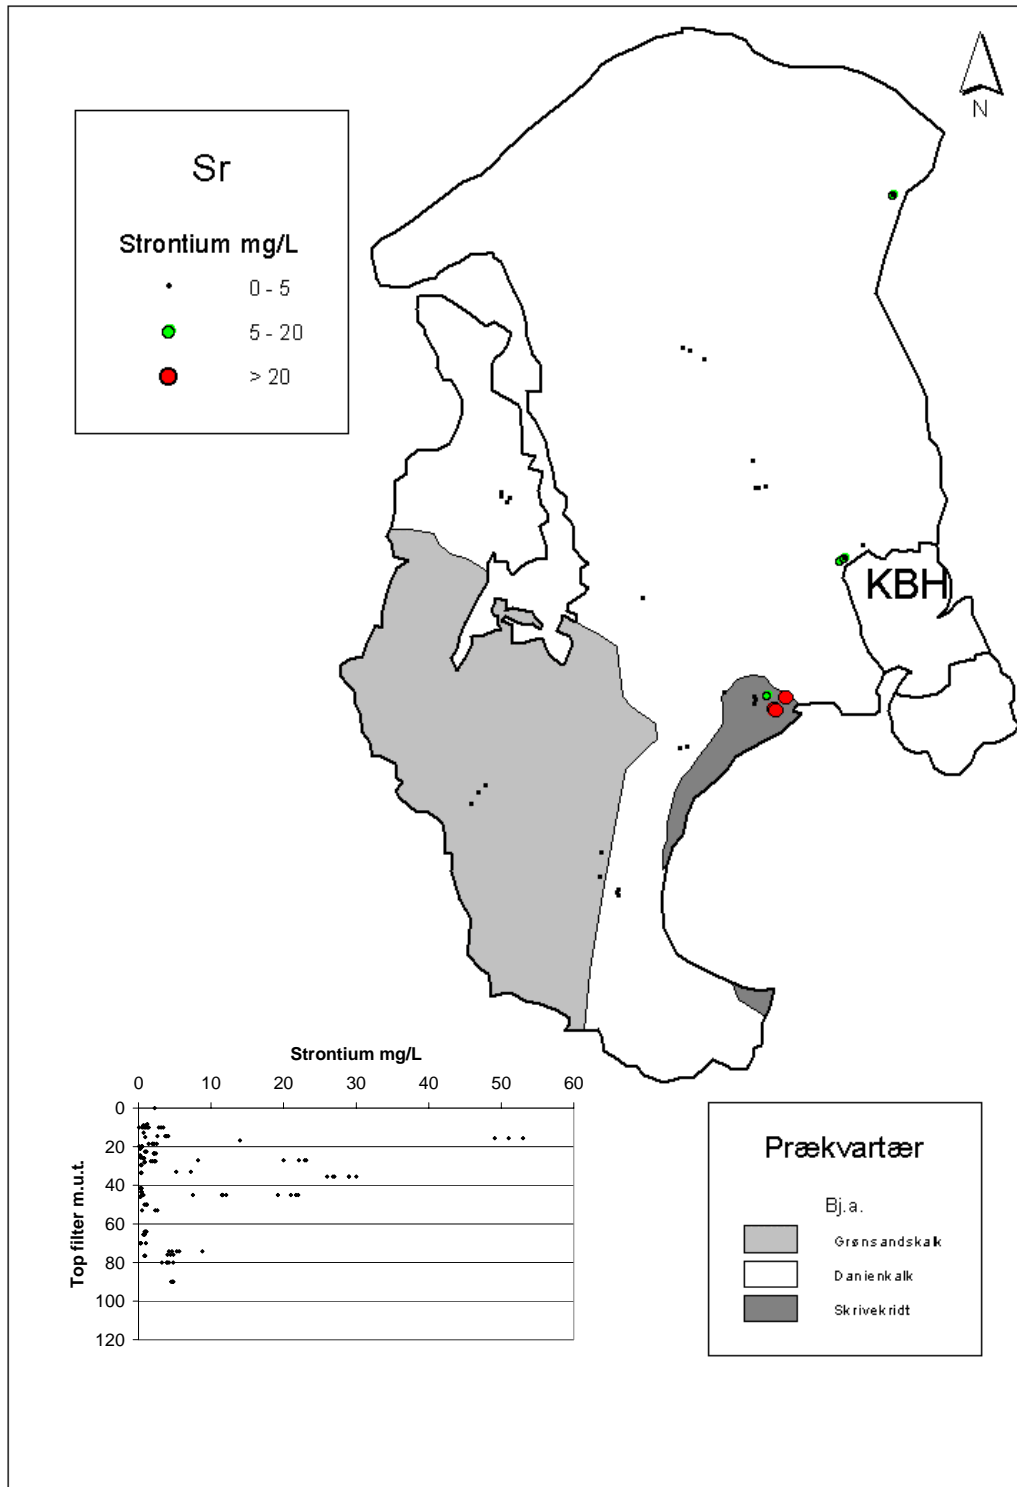 N
Sr
Strontium mg/L
0 - 5
5 - 20
> 20
KBH
Strontium mg/L
0 10 20 30 40 50 60
0
20
40
60
80
100
120
Top filter m.u.t.
Prækvartær
Bj.a.
Grønsandskalk
Danienkalk
Skrivekridt